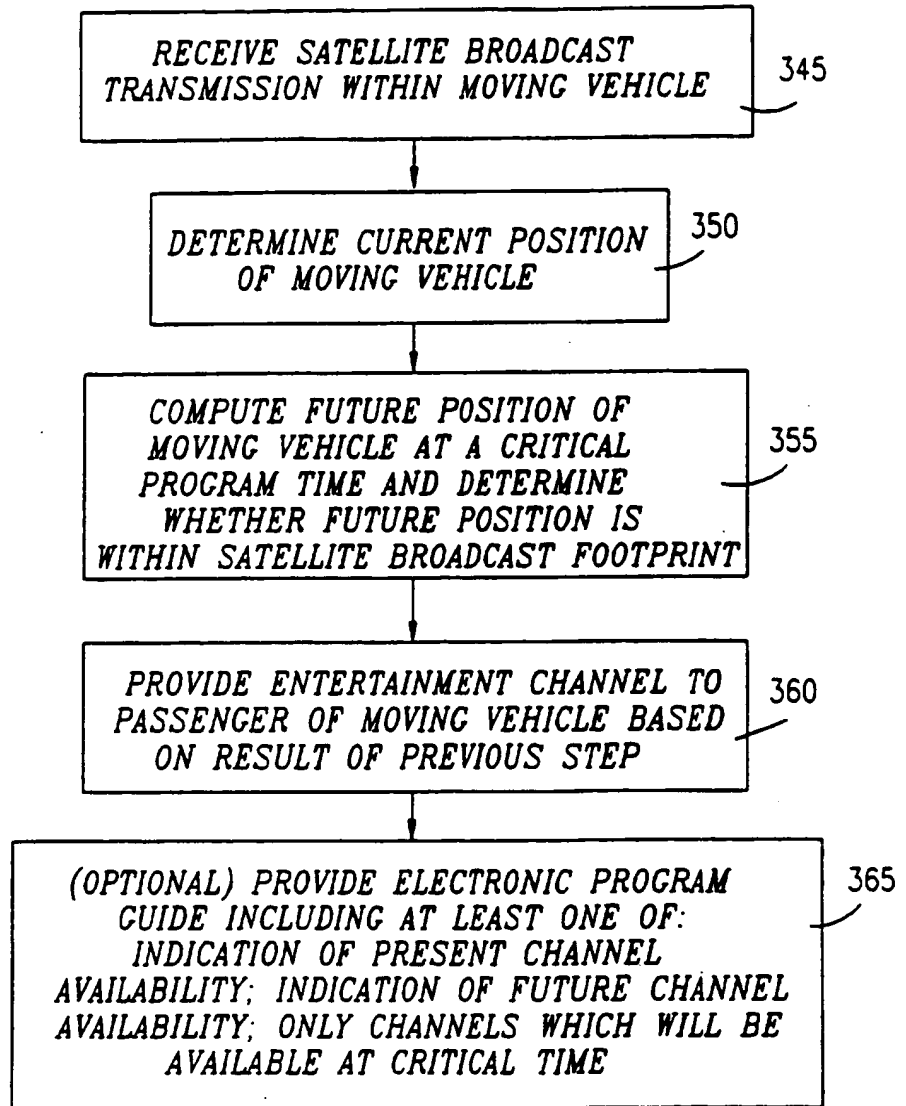 RECEIVE SATELLITE BROADCAST
TRANSMISSION WITHIN MOVING VEHICLE
345
DETERMINE CURRENT POSITION
OF MOVING VEHICLE
350
COMPUTE FUTURE POSITION OF
MOVING VEHICLE AT A CRITICAL
PROGRAM TIME AND DETERMINE
WHETHER FUTURE POSITION IS
WITHIN SATELLITE BROADCAST FOOTPRINT
355
PROVIDE ENTERTAINMENT CHANNEL TO
PASSENGER OF MOVING VEHICLE BASED
ON RESULT OF PREVIOUS STEP
360
(OPTIONAL) PROVIDE ELECTRONIC PROGRAM
GUIDE INCLUDING AT LEAST ONE OF:
INDICATION OF PRESENT CHANNEL
AVAILABILITY; INDICATION OF FUTURE CHANNEL
AVAILABILITY; ONLY CHANNELS WHICH WILL BE
AVAILABLE AT CRITICAL TIME
365